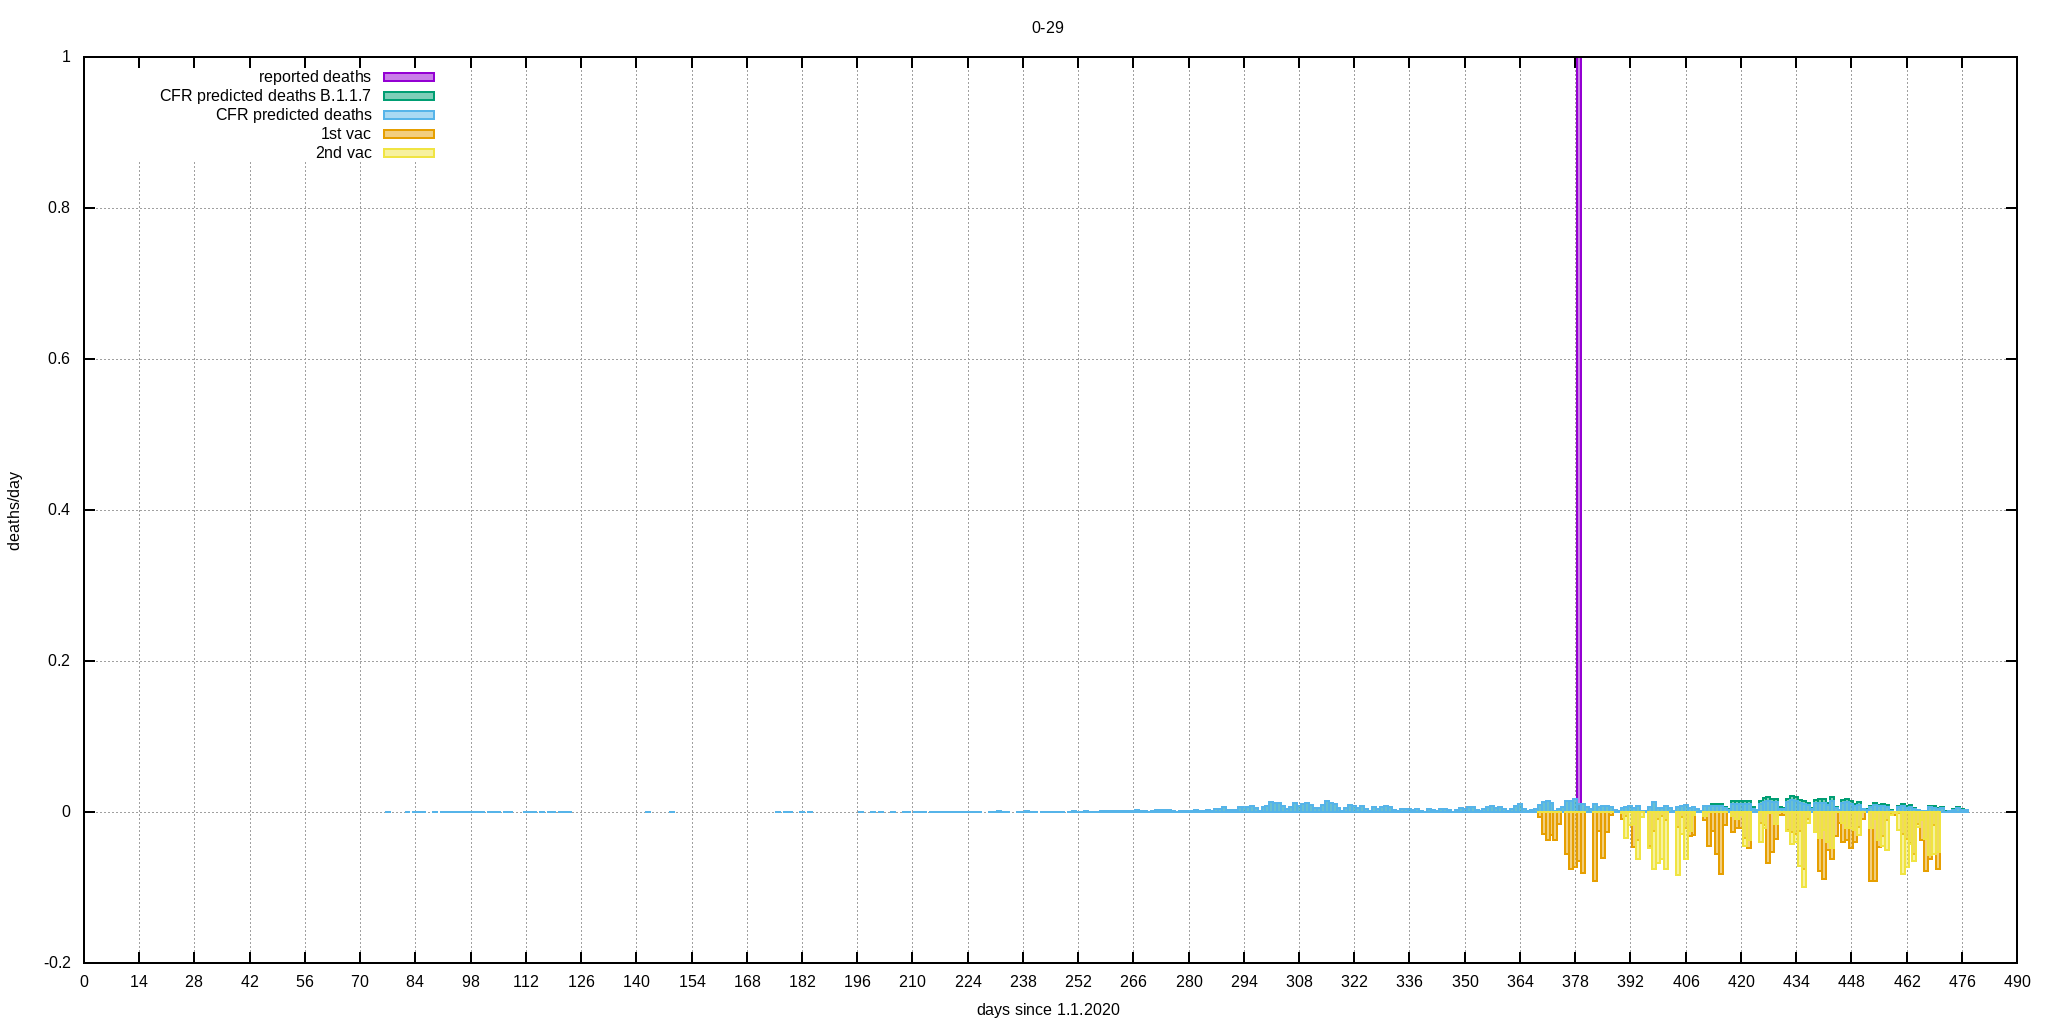 0-29
1
reported deaths
CFR predicted deaths B.1.1.7
CFR predicted deaths
1st vac
2nd vac
0.8
0.6
0.4
0.2
0
-0.2
deaths/day
0 14 28 42 56 70 84 98 112 126 140 154 168 182 196 210 224 238 252 266 280 294 308 322 336 350 364 378 392 406 420 434 448 462 476 490
days since 1.1.2020